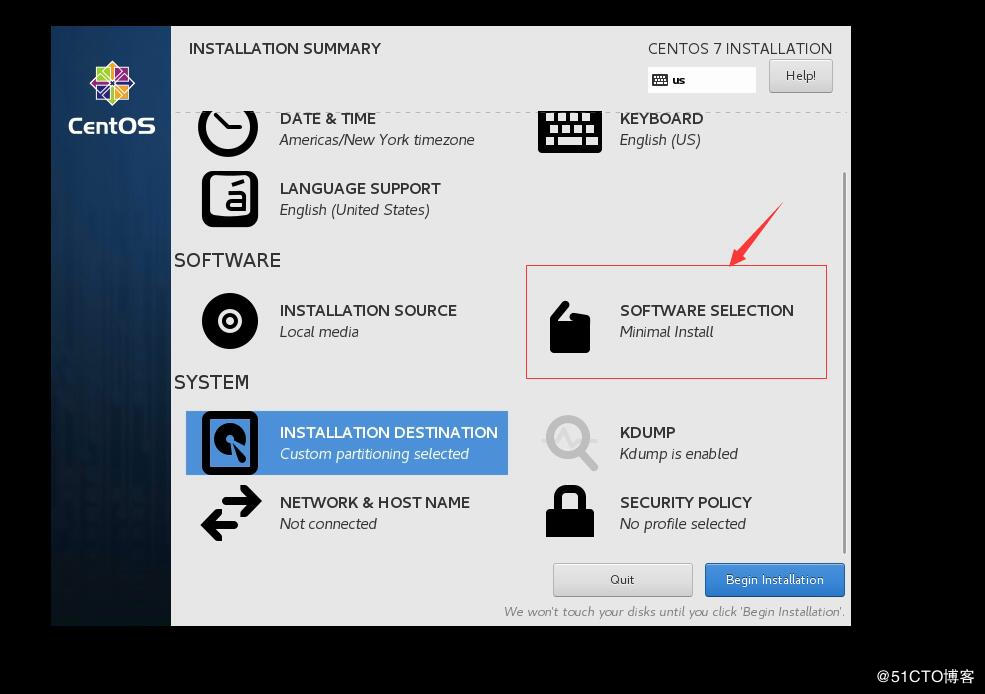 INSTALLATION SUMMARY
CENTOS 7 INSTALLATION
us
Help!
CentOS
DATE & TIME
Americas/New York timezone
KEYBOARD
English (US)
á
LANGUAGE SUPPORT
English (United States)
SOFTWARE
INSTALLATION SOURCE
Local media
SOFTWARE SELECTION
Minimal Install
SYSTEM
INSTALLATION DESTINATION
Custom partitioning selected
KDUMP
Kdump is enabled
NETWORK & HOST NAME
Not connected
SECURITY POLICY
No profile selected
Quit
Begin Installation
We won't touch your disks until you click 'Begin Installation'.
@51CTO博客